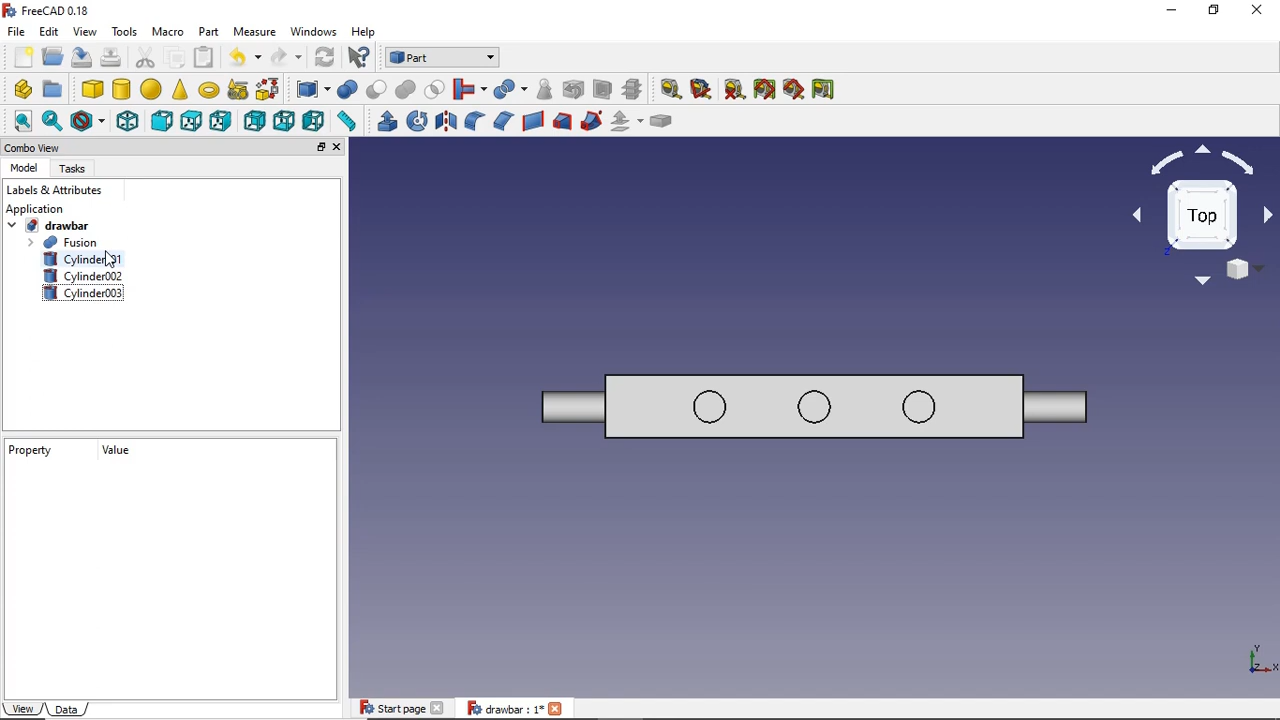 FreeCAD 0.18
File Edit View Tools Macro Part Measure Windows Help
Part
Combo View
Model Tasks
Labels & Attributes
Application
drawbar
Fusion
Cylinder
Cylinder002
Cylinder003
Property Value
View Data
Top
Z
Y
Z X
Start page drawbar : 1*